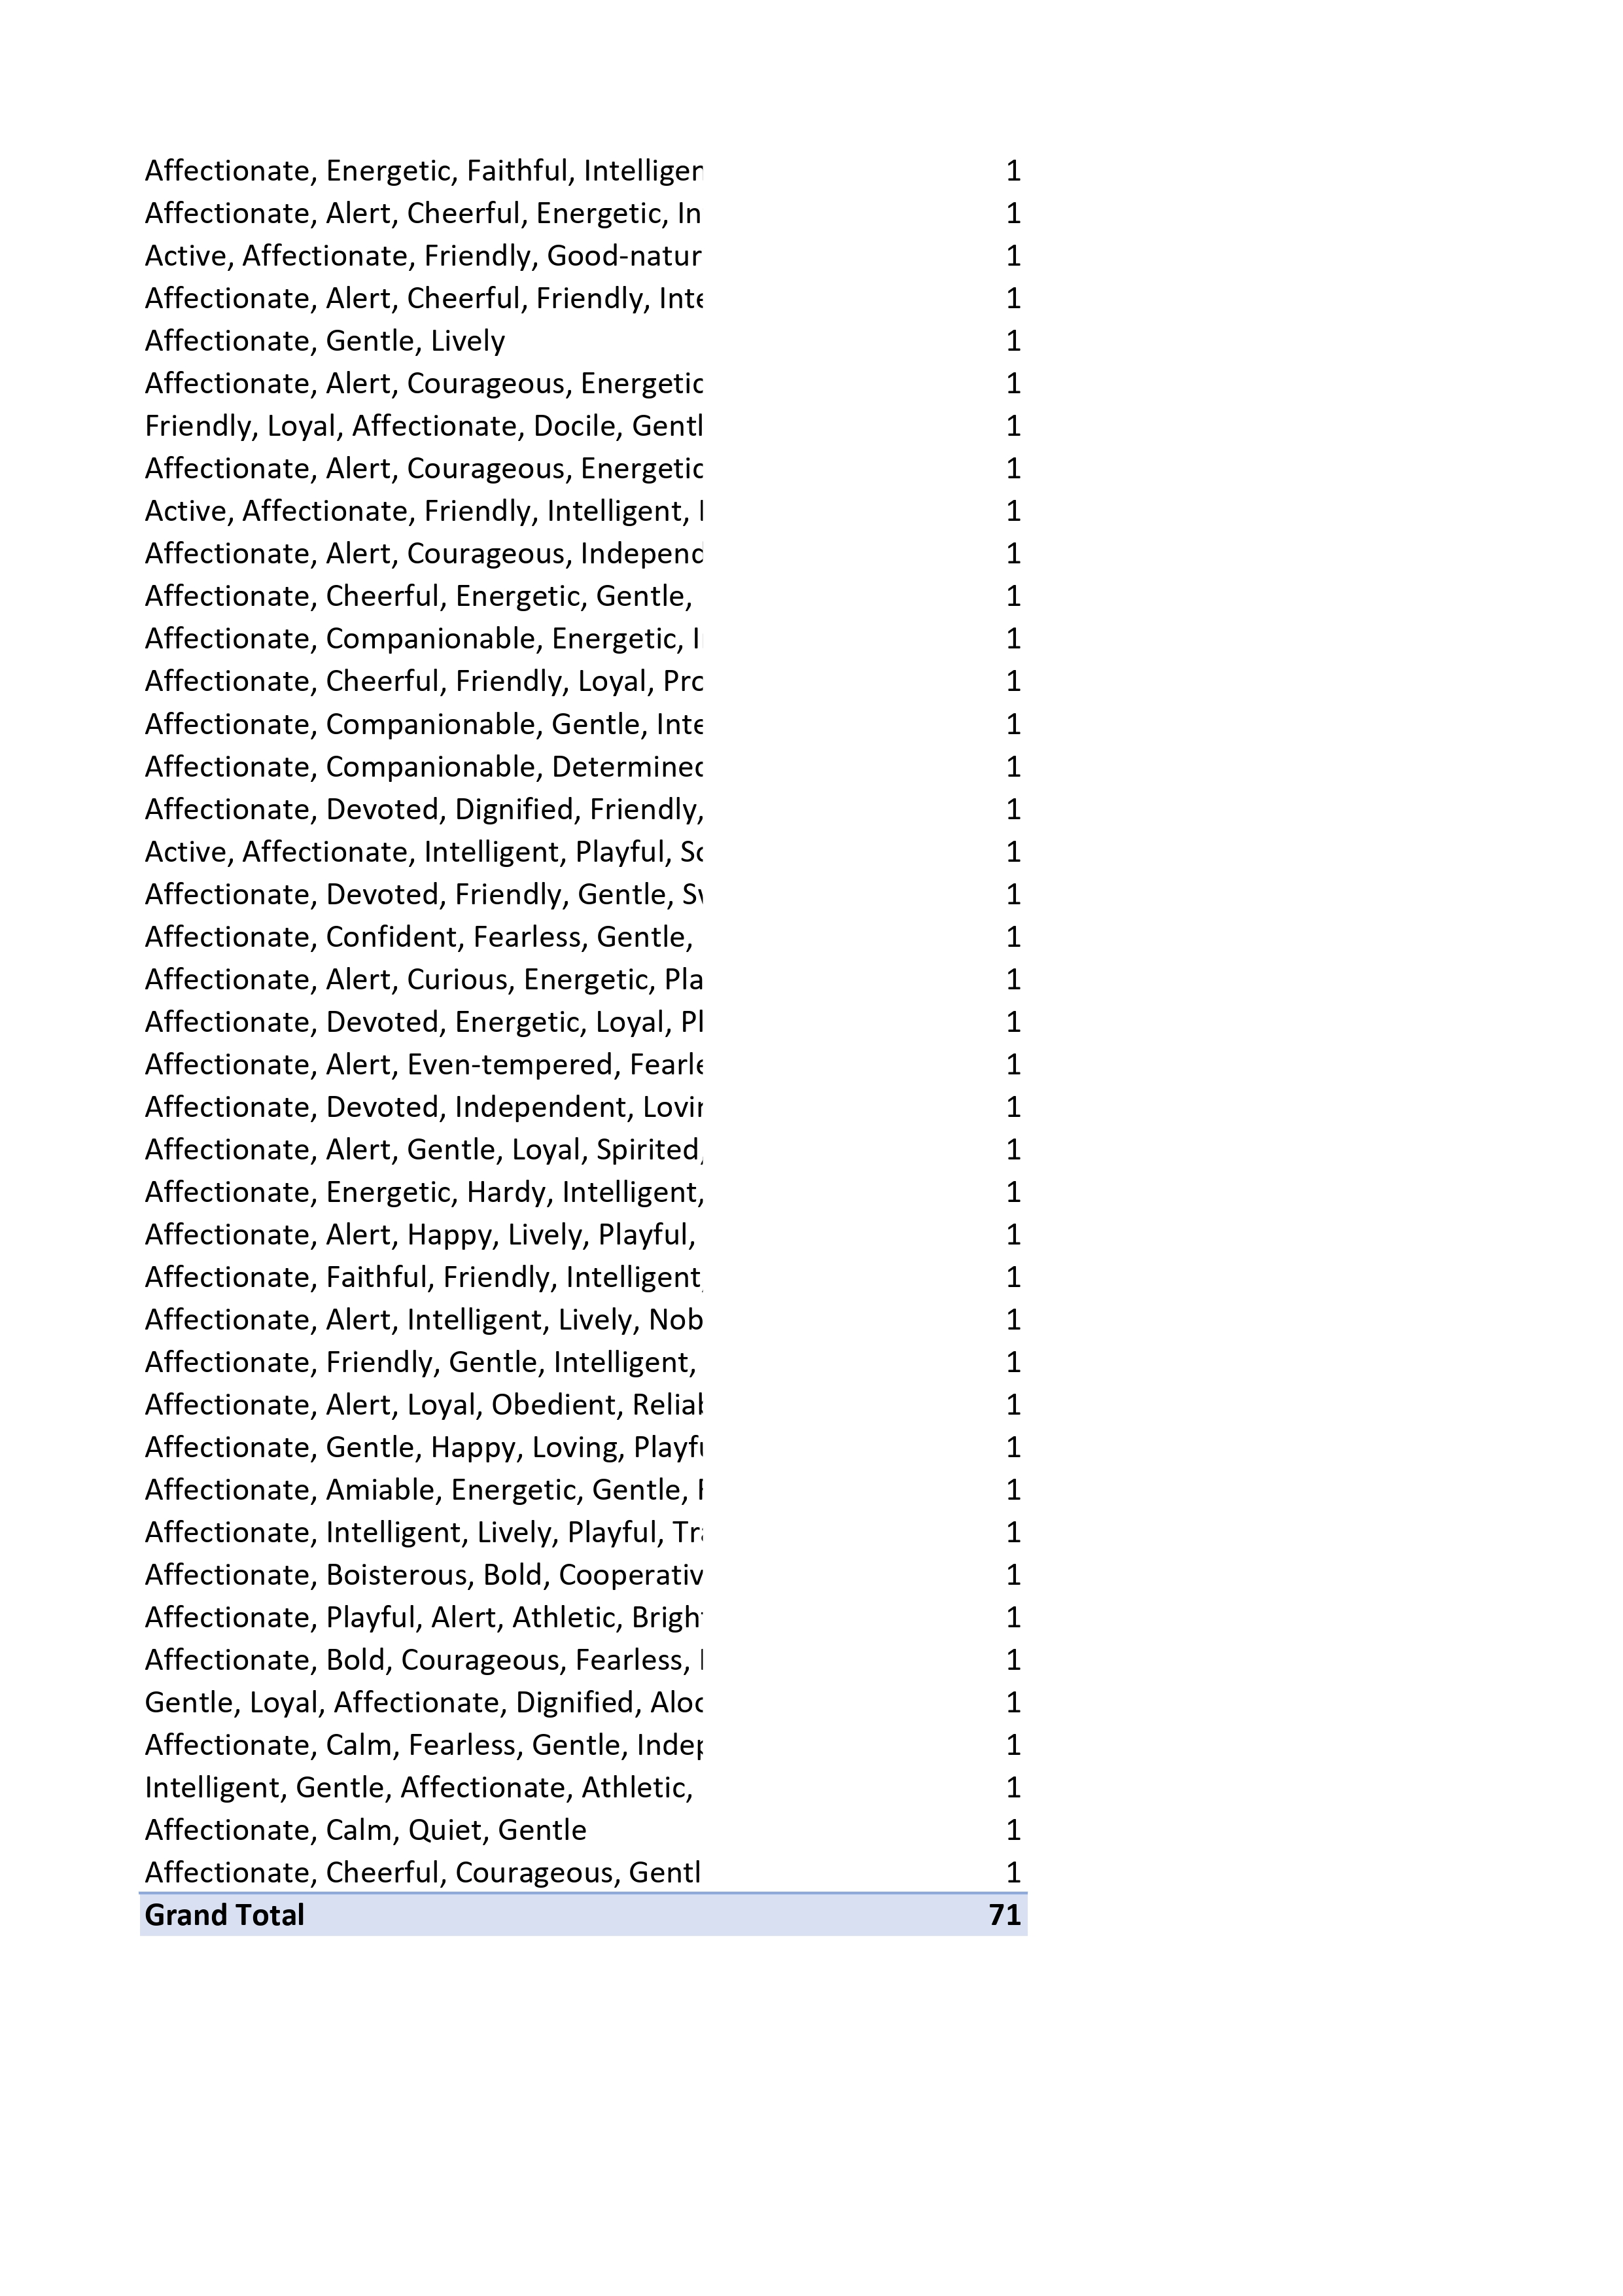 Affectionate, Energetic, Faithful, Intelligen 1
Affectionate, Alert, Cheerful, Energetic, In 1
Active, Affectionate, Friendly, Good-natur 1
Affectionate, Alert, Cheerful, Friendly, Inte 1
Affectionate, Gentle, Lively 1
Affectionate, Alert, Courageous, Energetic 1
Friendly, Loyal, Affectionate, Docile, Gentl 1
Affectionate, Alert, Courageous, Energetic 1
Active, Affectionate, Friendly, Intelligent, 1
Affectionate, Alert, Courageous, Independ 1
Affectionate, Cheerful, Energetic, Gentle, 1
Affectionate, Companionable, Energetic, I 1
Affectionate, Cheerful, Friendly, Loyal, Pro 1
Affectionate, Companionable, Gentle, Inte 1
Affectionate, Companionable, Determined 1
Affectionate, Devoted, Dignified, Friendly, 1
Active, Affectionate, Intelligent, Playful, So 1
Affectionate, Devoted, Friendly, Gentle, Sw 1
Affectionate, Confident, Fearless, Gentle, 1
Affectionate, Alert, Curious, Energetic, Pla 1
Affectionate, Devoted, Energetic, Loyal, Pl 1
Affectionate, Alert, Even-tempered, Fearle 1
Affectionate, Devoted, Independent, Lovin 1
Affectionate, Alert, Gentle, Loyal, Spirited, 1
Affectionate, Energetic, Hardy, Intelligent, 1
Affectionate, Alert, Happy, Lively, Playful, 1
Affectionate, Faithful, Friendly, Intelligent, 1
Affectionate, Alert, Intelligent, Lively, Nob 1
Affectionate, Friendly, Gentle, Intelligent, 1
Affectionate, Alert, Loyal, Obedient, Reliab 1
Affectionate, Gentle, Happy, Loving, Playfu 1
Affectionate, Amiable, Energetic, Gentle, 1
Affectionate, Intelligent, Lively, Playful, Tra 1
Affectionate, Boisterous, Bold, Cooperativ 1
Affectionate, Playful, Alert, Athletic, Bright 1
Affectionate, Bold, Courageous, Fearless, 1
Gentle, Loyal, Affectionate, Dignified, Aloo 1
Affectionate, Calm, Fearless, Gentle, Indep 1
Intelligent, Gentle, Affectionate, Athletic, 1
Affectionate, Calm, Quiet, Gentle 1
Affectionate, Cheerful, Courageous, Gentl 1
Grand Total 71